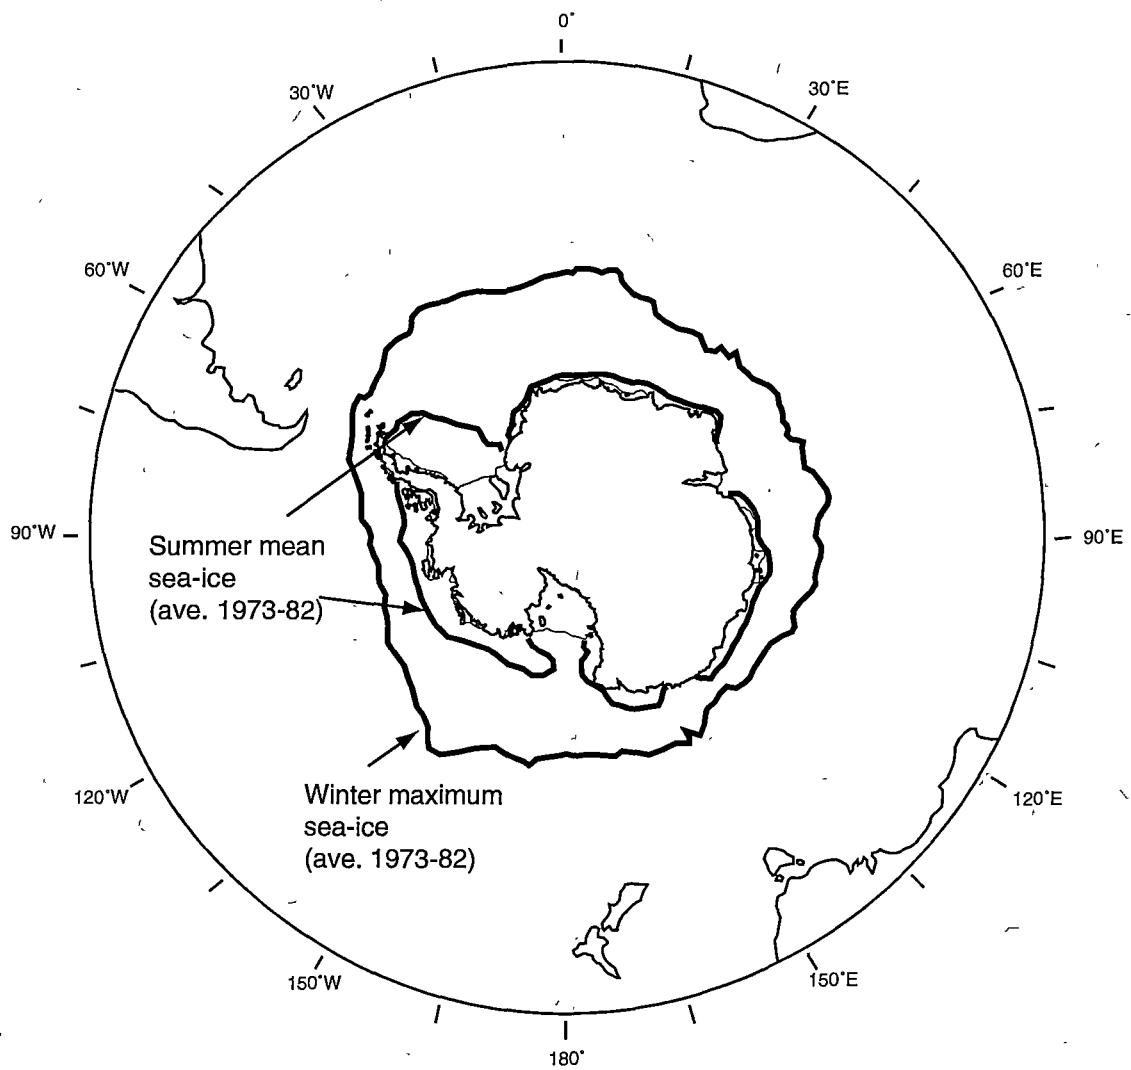 0°
30°W
30°E
60°W
60°E
90°W
90°E
Summer mean
sea-ice
(ave. 1973-82)
120°W
120°E
Winter maximum
sea-ice
(ave. 1973-82)
150°W
150°E
180°